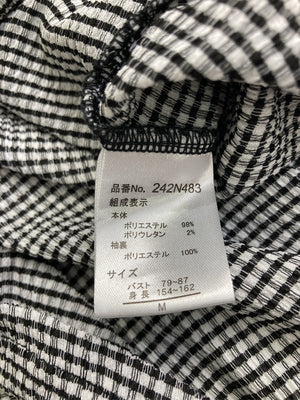 品番No. 242N483
組成表示
本体
ポリエステル 98%
ポリウレタン 2%
袖裏
ポリエステル 100%
サイズ
バスト 79~87
身長 154~162
M